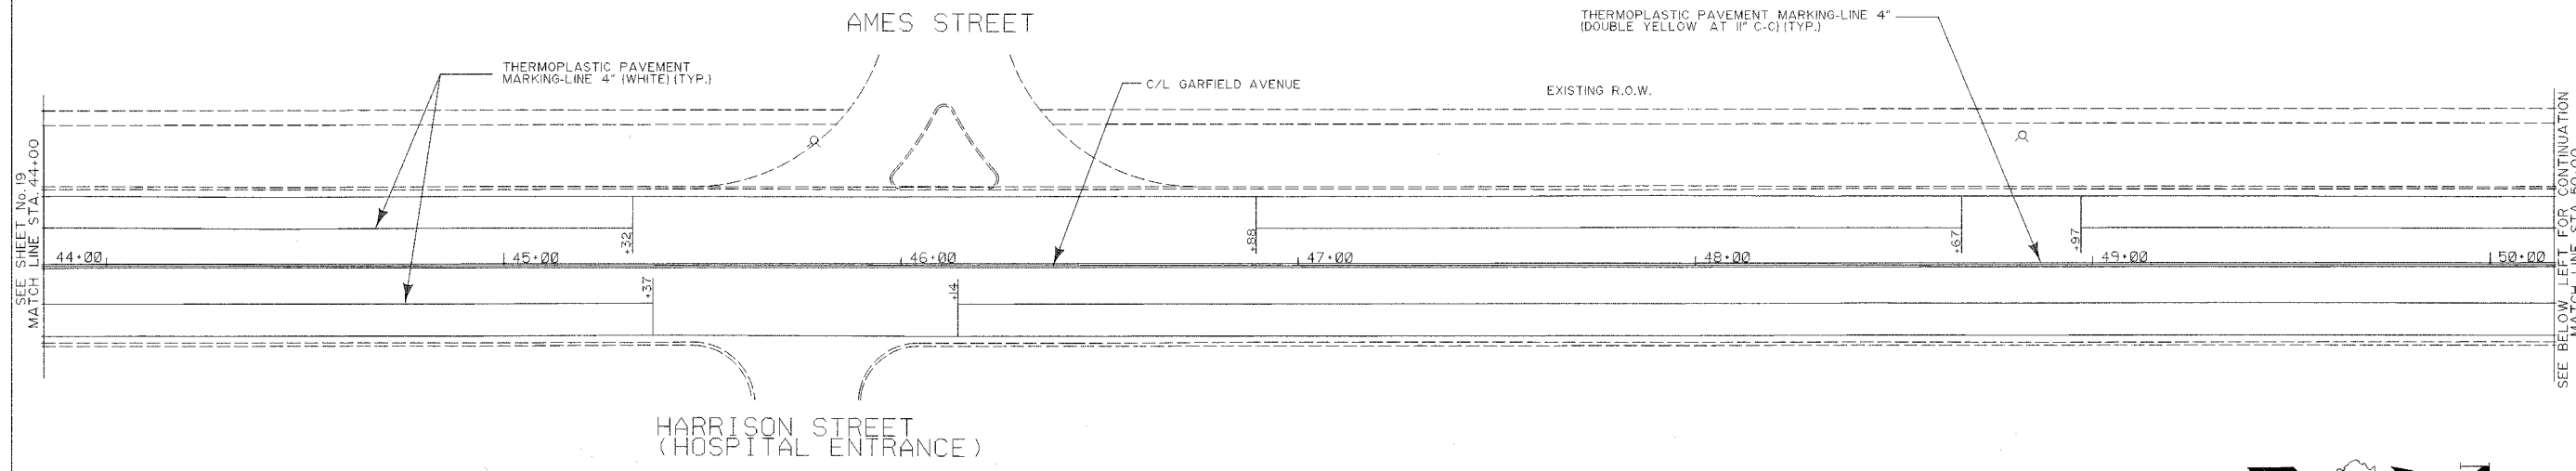 AMES STREET
THERMOPLASTIC PAVEMENT MARKING-LINE 4"
(DOUBLE YELLOW AT 11" C-C) (TYP.)
THERMOPLASTIC PAVEMENT
MARKING-LINE 4" (WHITE) (TYP.)
C/L GARFIELD AVENUE
EXISTING R.O.W.
SEE SHEET No. 19
MATCH LINE STA. 44+00
+32
+88
+67
+97
44+00
45+00
46+00
47+00
48+00
49+00
50+00
+37
+14
SEE BELOW LEFT FOR CONTINUATION
MATCH LINE STA.
HARRISON STREET
(HOSPITAL ENTRANCE)